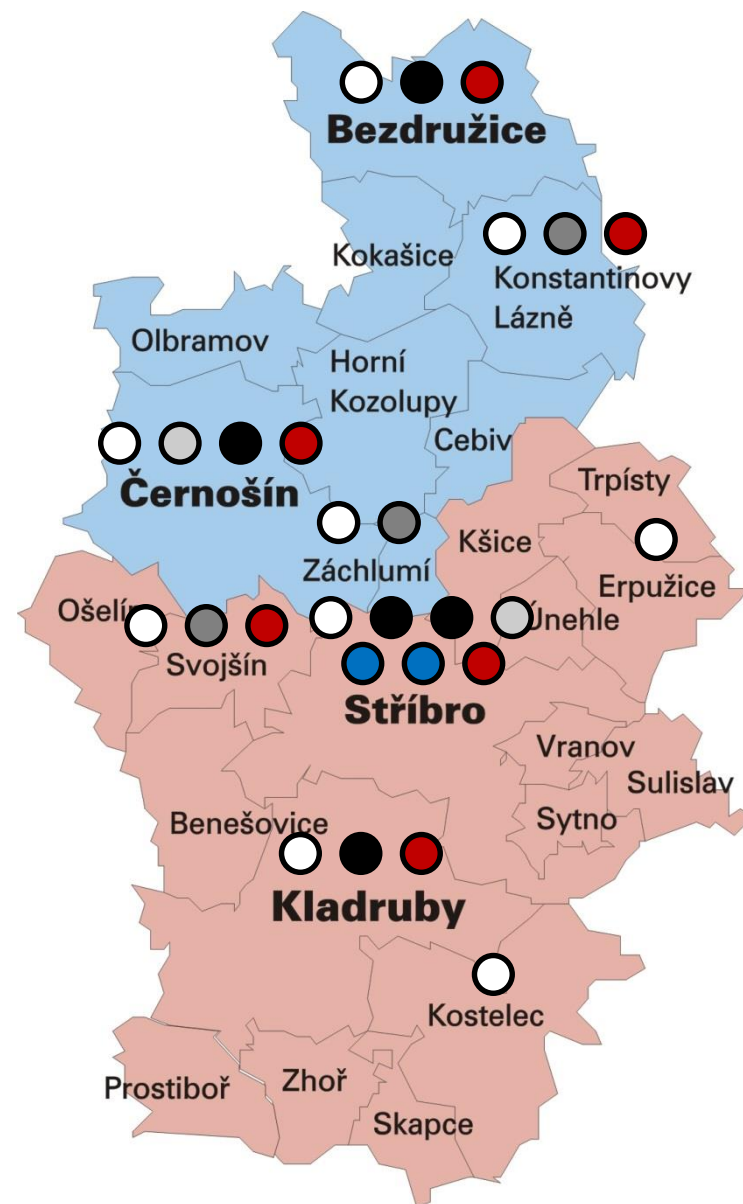 Bezdružice
Kokašice
Konstantinovy
Lázně
Olbramov
Horní
Kozolupy
Cebiv
Černošín
Trpísty
Kšice
Záchlumí
Erpužice
Ošelín
Únehle
Svojšín
Stříbro
Vranov
Sulislav
Benešovice
Sytno
Kladruby
Kostelec
Prostiboř
Zhoř
Skapce